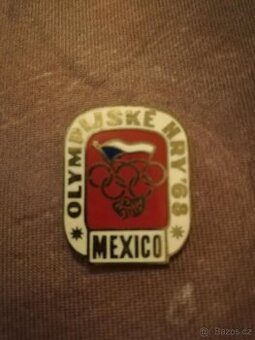 OLYMPIJSKÉ HRY '68
MEXICO
Bazos.cz